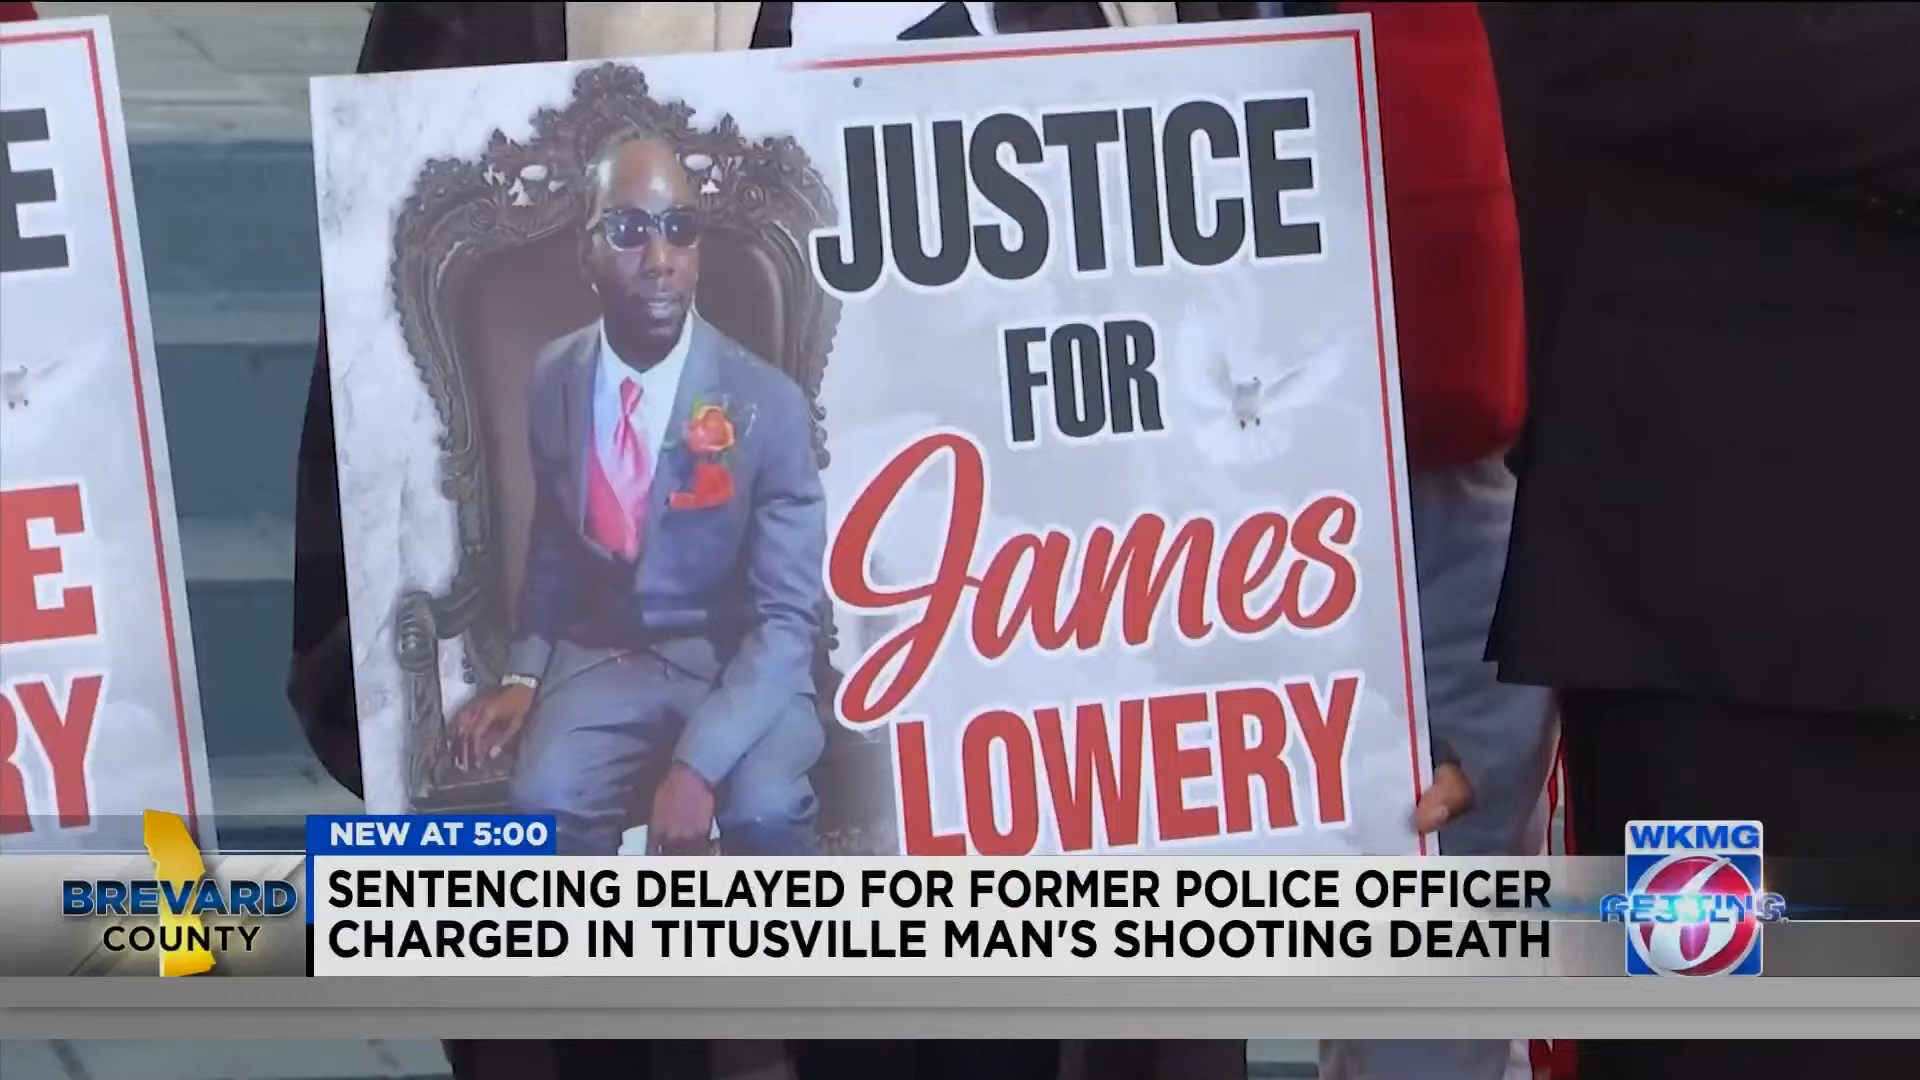 JUSTICE
FOR
James
LOWERY
E
E
RY
NEW AT 5:00
BREVARD
COUNTY
SENTENCING DELAYED FOR FORMER POLICE OFFICER
CHARGED IN TITUSVILLE MAN'S SHOOTING DEATH
WKMG
6